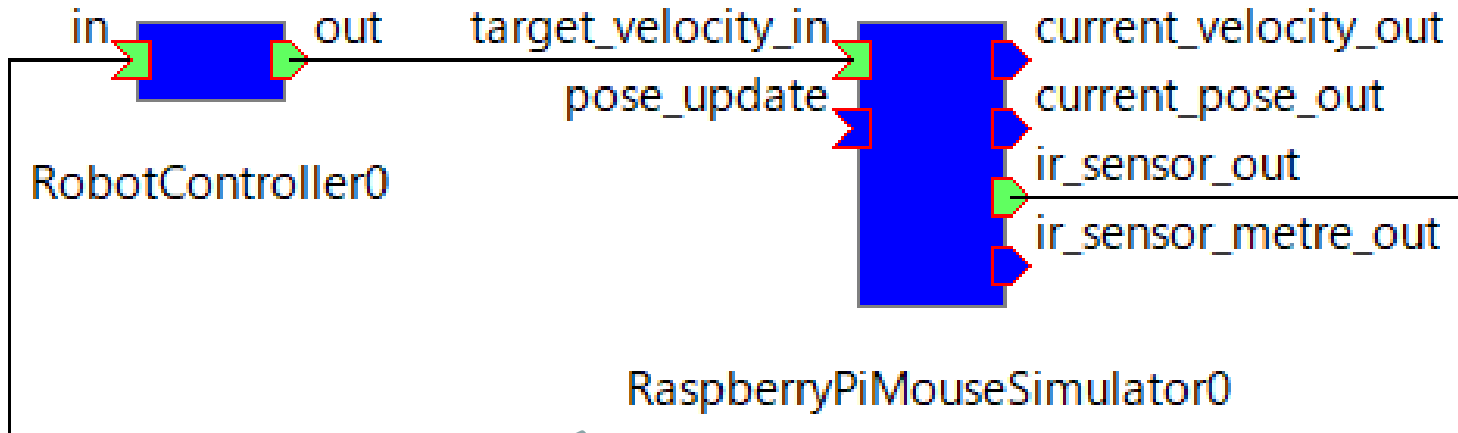 in
out
target_velocity_in
current_velocity_out
pose_update
current_pose_out
ir_sensor_out
RobotController0
ir_sensor_metre_out
RaspberryPiMouseSimulator0